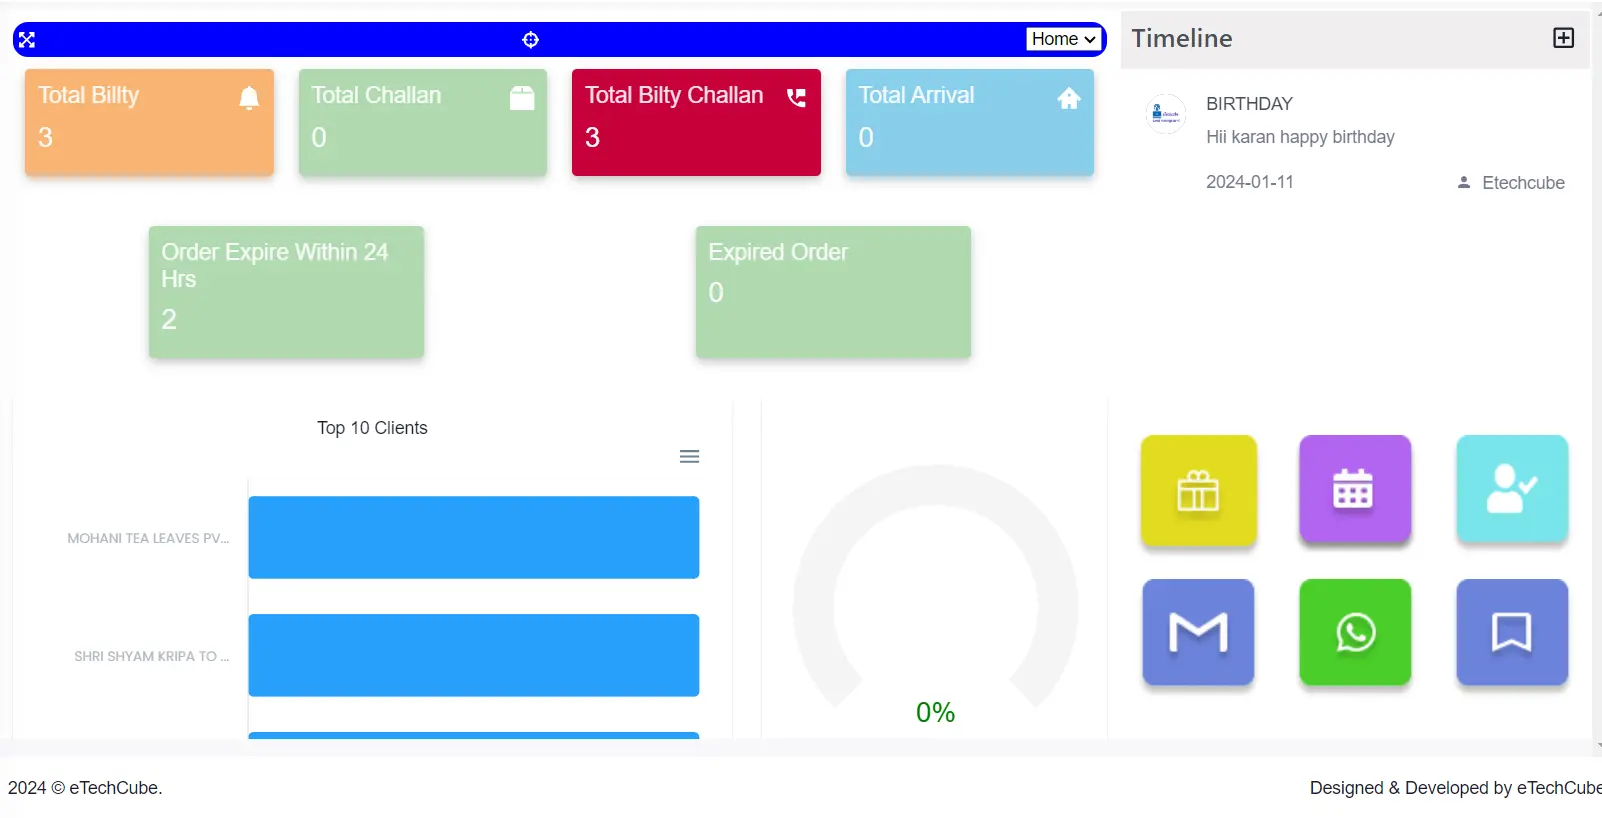 Home
Timeline
Total Billty
3
Total Challan
0
Total Bilty Challan
3
Total Arrival
0
BIRTHDAY
Hii karan happy birthday
2024-01-11
Etechcube
Order Expire Within 24
Hrs
2
Expired Order
0
Top 10 Clients
MOHANI TEA LEAVES PV...
SHRI SHYAM KRIPA TO ...
0%
2024 © eTechCube.
Designed & Developed by eTechCube